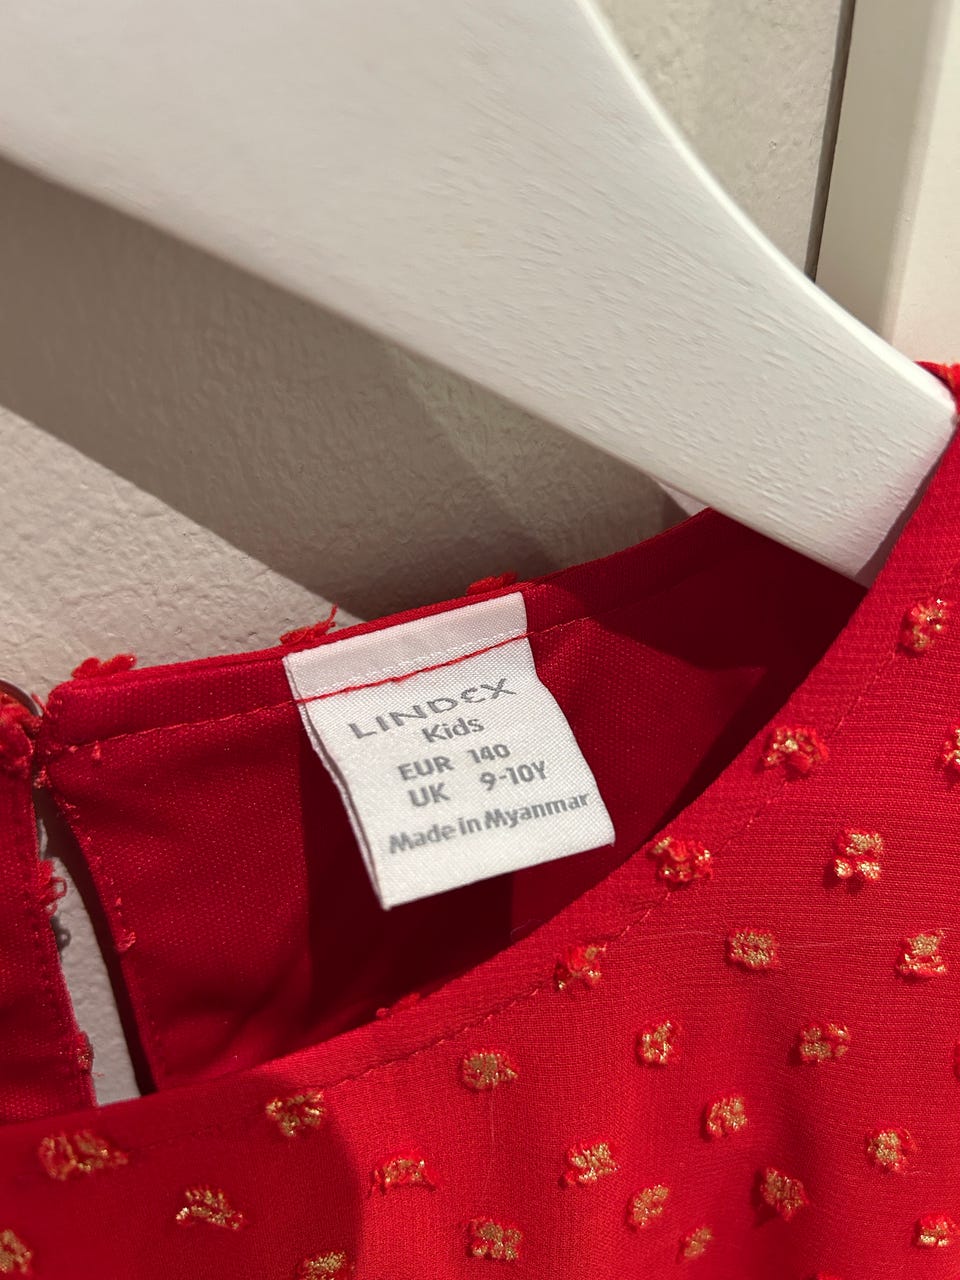 LINDEX
Kids
EUR 140
UK 9-10Y
Made in Myanmar